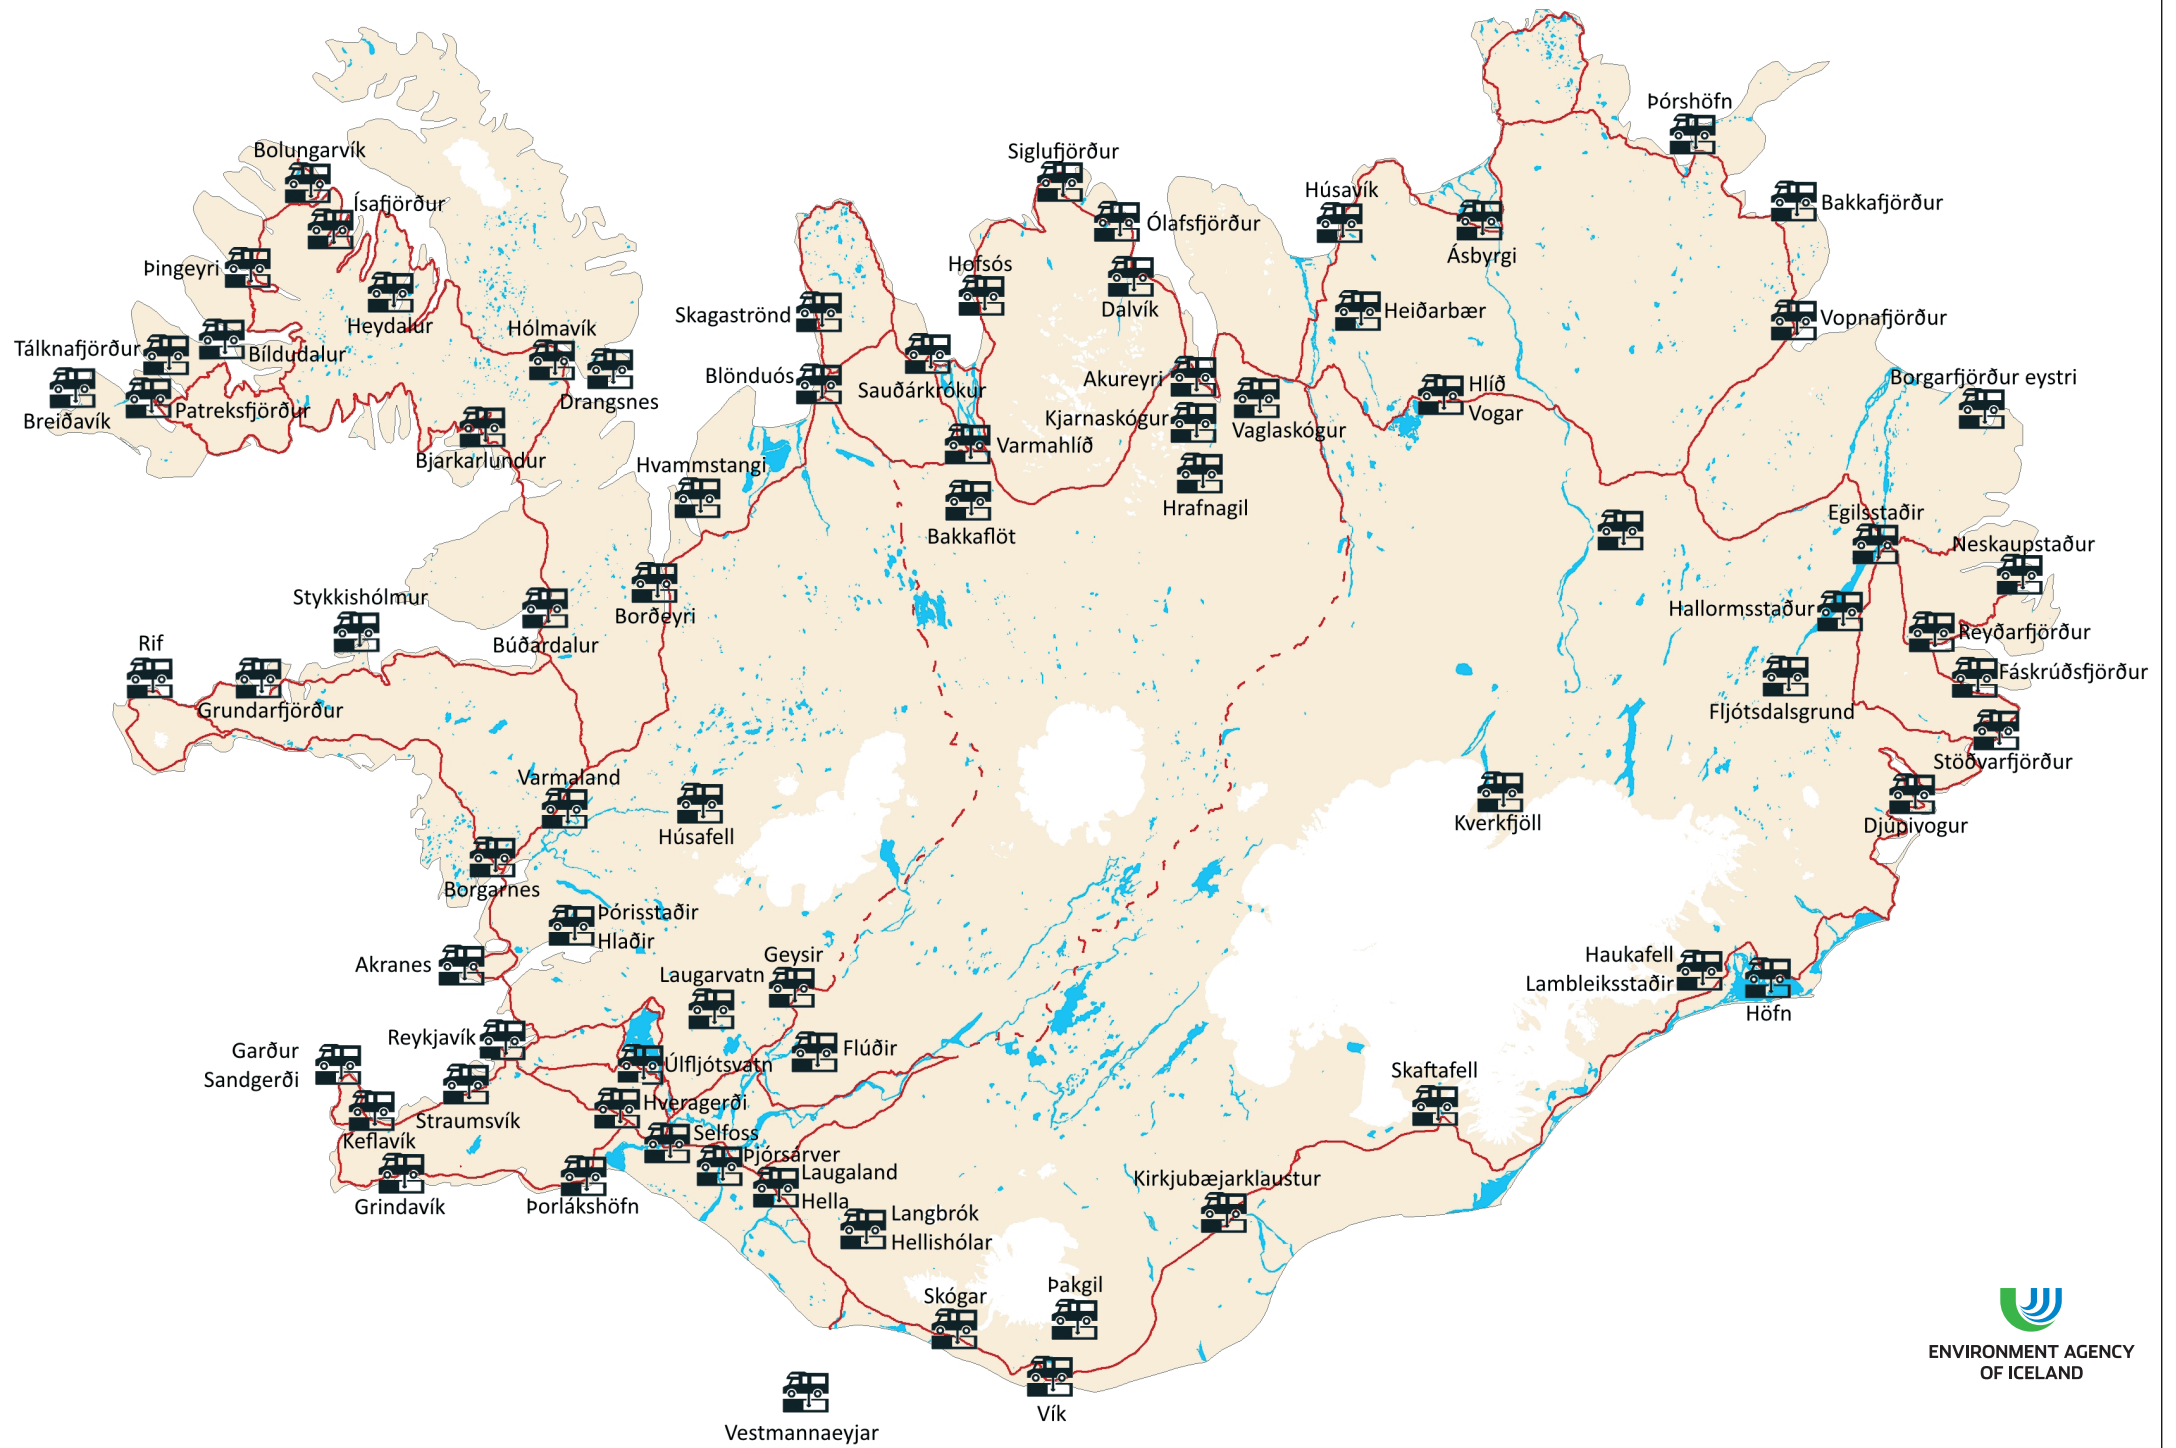 Þórshöfn
Bolungarvík
Siglufjörður
Húsavík
Ísafjörður
Bakkafjörður
Ólafsfjörður
Ásbyrgi
Þingeyri
Hofsós
Heydalur
Dalvík
Heiðarbær
Skagaströnd
Hólmavík
Vopnafjörður
Tálknafjörður
Bíldudalur
Blönduós
Akureyri
Hlíð
Borgarfjörður eystri
Sauðárkrókur
Drangsnes
Breiðavík
Patreksfjörður
Kjarnaskógur
Vogar
Vaglaskógur
Varmahlíð
Bjarkarlundur
Hvammstangi
Hrafnagil
Egilsstaðir
Bakkaflöt
Neskaupstaður
Stykkishólmur
Hallormsstaður
Borðeyri
Rif
Búðardalur
Reyðarfjörður
Fáskrúðsfjörður
Grundarfjörður
Fljótsdalsgrund
Stöðvarfjörður
Varmaland
Húsafell
Kverkfjöll
Djúpivogur
Borgarnes
Þórisstaðir
Hlaðir
Akranes
Geysir
Laugarvatn
Haukafell
Lambleiksstaðir
Höfn
Reykjavík
Garður
Sandgerði
Flúðir
Úlfljótsvatn
Skaftafell
Hveragerði
Straumsvík
Keflavík
Selfoss
Þjórsárver
Laugaland
Hella
Kirkjubæjarklaustur
Grindavík
Þorlákshöfn
Langbrók
Hellishólar
Þakgil
Skógar
Vík
Vestmannaeyjar
ENVIRONMENT AGENCY
OF ICELAND